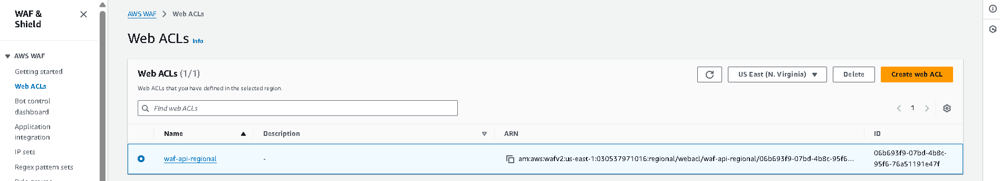 WAF &
Shield
AWS WAF
Getting started
Web ACLs
Bot control
dashboard
Application
integration
IP sets
Regex pattern sets
AWS WAF > Web ACLs
Web ACLs Info
Web ACLs (1/1)
US East (N. Virginia) Delete Create web ACL
Web ACLs that you have defined in the selected region.
Find web ACLs
1
Name Description ARN ID
waf-api-regional - arn:aws:wafv2:us-east-1:030537971016:regional/webacl/waf-api-regional/06b693f9-07bd-4b8c-95f6... 06b693f9-07bd-4b8c-
95f6-76a51191e47f